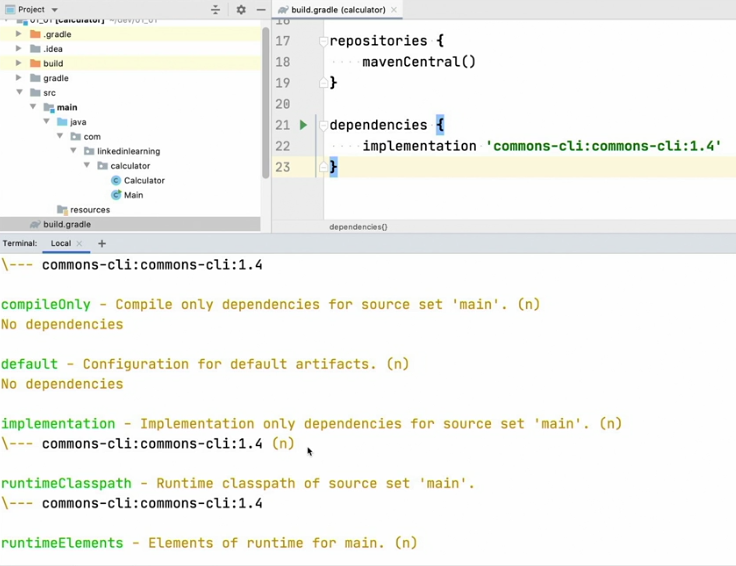 Project
build.gradle (calculator)
01_01 [calculator] ~/dev/01_01
.gradle
.idea
build
gradle
src
main
java
com
linkedinlearning
calculator
Calculator
Main
resources
build.gradle
16
17 repositories {
18 mavenCentral()
19 }
20
21 dependencies {
22 implementation 'commons-cli:commons-cli:1.4'
23 }
dependencies{}
Terminal: Local +
\--- commons-cli:commons-cli:1.4
compileOnly - Compile only dependencies for source set 'main'. (n)
No dependencies
default - Configuration for default artifacts. (n)
No dependencies
implementation - Implementation only dependencies for source set 'main'. (n)
\--- commons-cli:commons-cli:1.4 (n)
runtimeClasspath - Runtime classpath of source set 'main'.
\--- commons-cli:commons-cli:1.4
runtimeElements - Elements of runtime for main. (n)